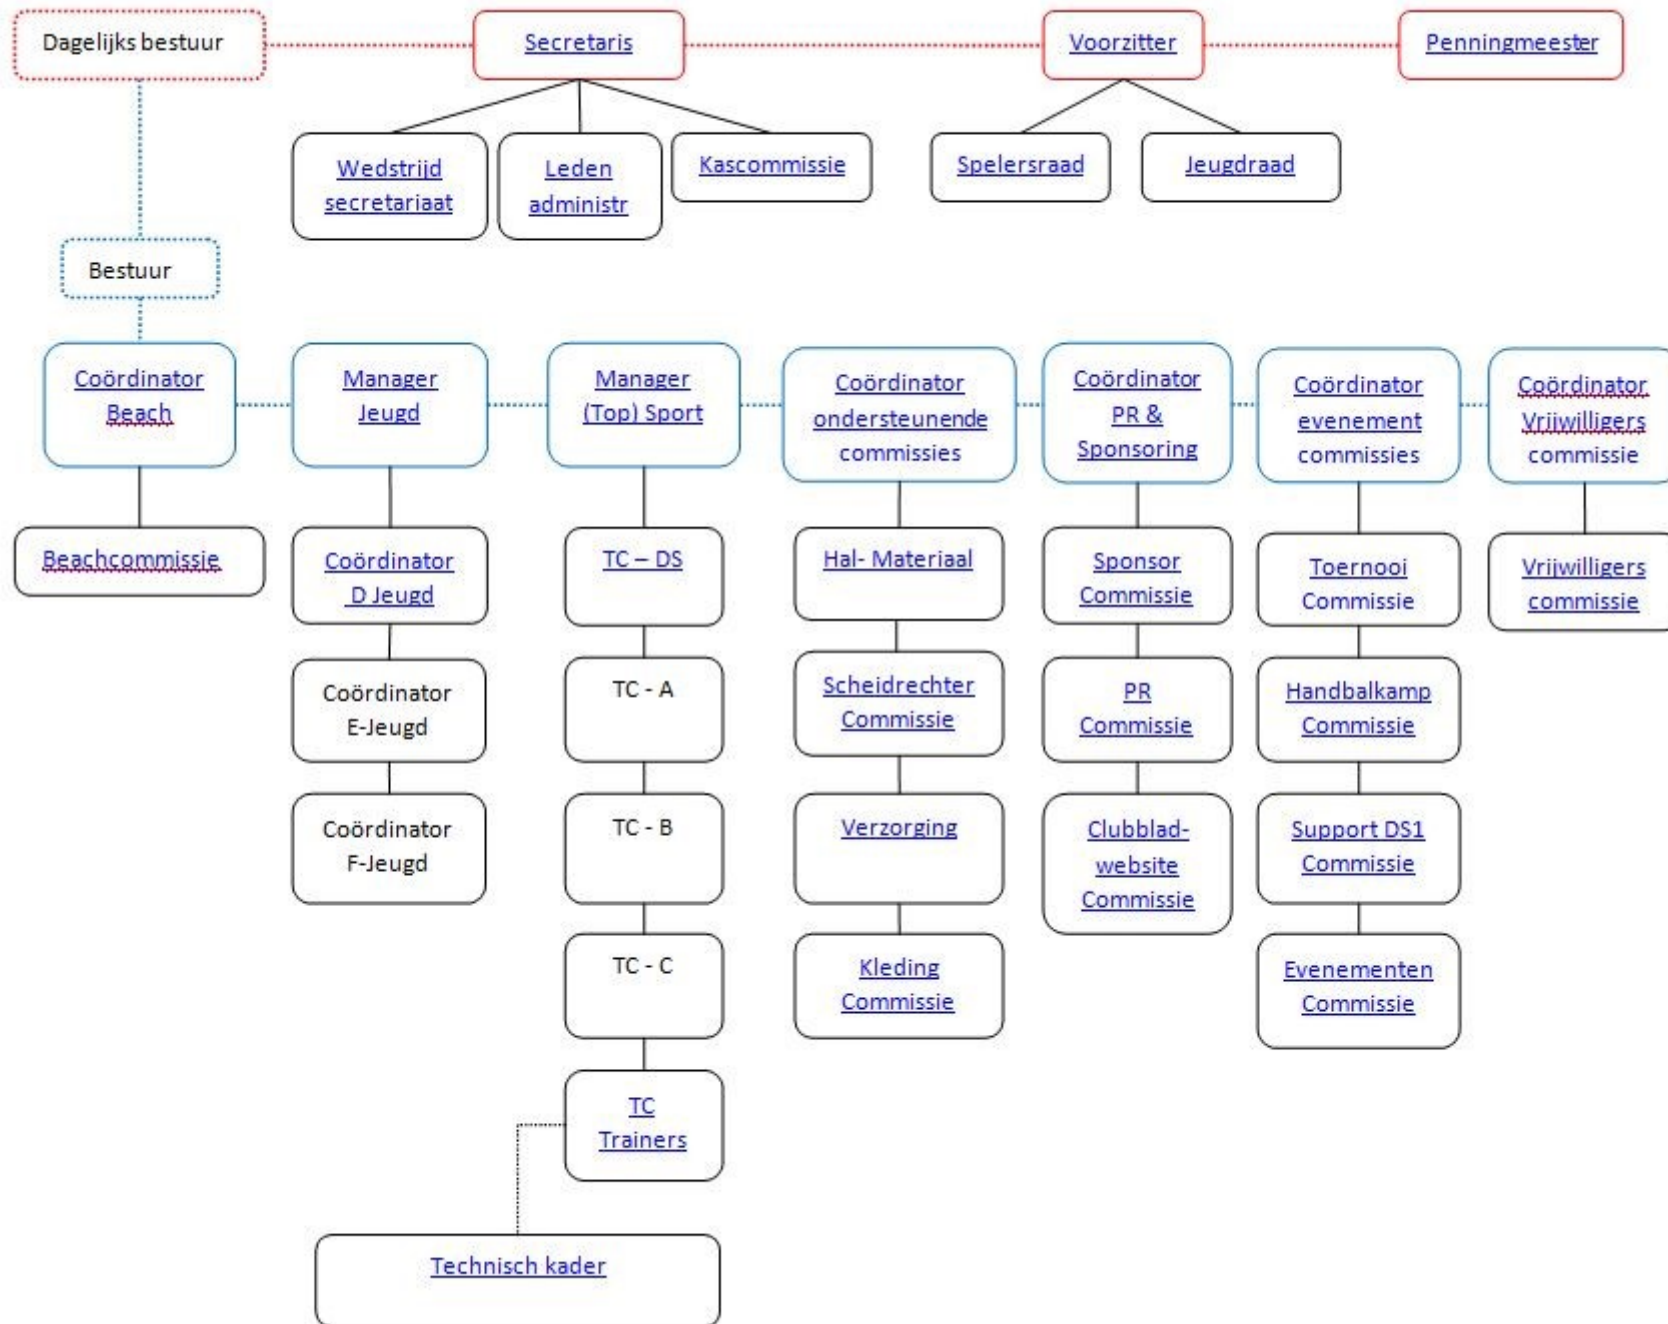 Dagelijks bestuur
Secretaris
Voorzitter
Penningmeester
Wedstrijd
secretariaat
Leden
administr
Kascommissie
Spelersraad
Jeugdraad
Bestuur
Coördinator
Beach
Manager
Jeugd
Manager
(Top) Sport
Coördinator
ondersteunende
commissies
Coördinator
PR &
Sponsoring
Coördinator
evenement
commissies
Coördinator
Vrijwilligers
commissie
Beachcommissie
Coördinator
D Jeugd
TC – DS
Hal- Materiaal
Sponsor
Commissie
Toernooi
Commissie
Vrijwilligers
commissie
Coördinator
E-Jeugd
TC - A
Scheidrechter
Commissie
PR
Commissie
Handbalkamp
Commissie
Coördinator
F-Jeugd
TC - B
Verzorging
Clubblad-
website
Commissie
Support DS1
Commissie
TC - C
Kleding
Commissie
Evenementen
Commissie
TC
Trainers
Technisch kader